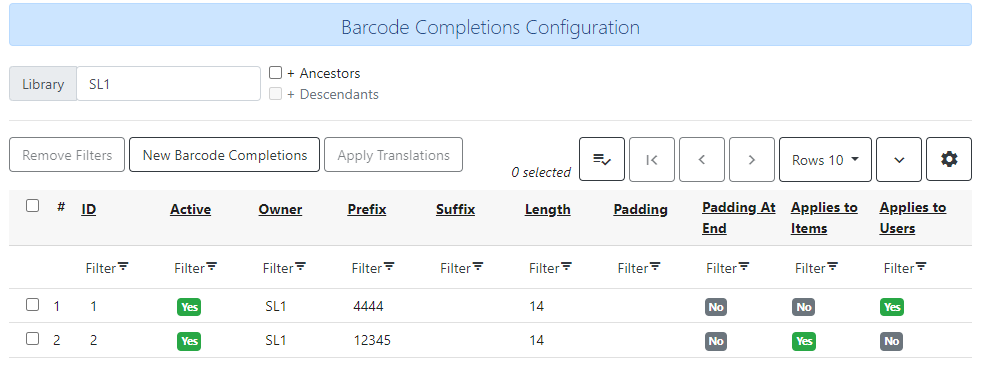 Barcode Completions Configuration
Library SL1 + Ancestors
+ Descendants
Remove Filters New Barcode Completions Apply Translations 0 selected Rows 10
# ID Active Owner Prefix Suffix Length Padding Padding At End Applies to Items Applies to Users
Filter Filter Filter Filter Filter Filter Filter Filter Filter Filter
1 1 Yes SL1 4444 14 No No Yes
2 2 Yes SL1 12345 14 No Yes No